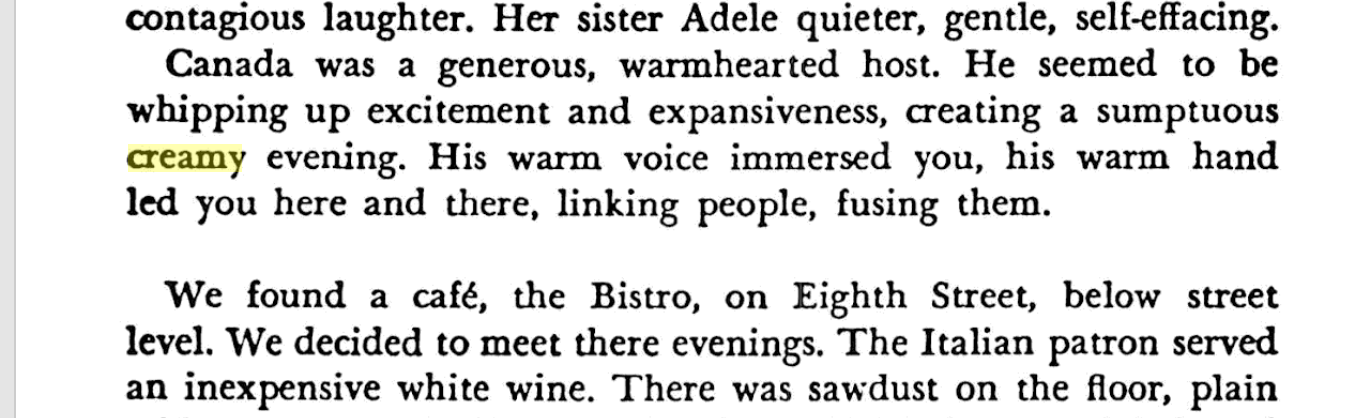 contagious laughter. Her sister Adele quieter, gentle, self-effacing.
Canada was a generous, warmhearted host. He seemed to be
whipping up excitement and expansiveness, creating a sumptuous
creamy evening. His warm voice immersed you, his warm hand
led you here and there, linking people, fusing them.
We found a café, the Bistro, on Eighth Street, below street
level. We decided to meet there evenings. The Italian patron served
an inexpensive white wine. There was sawdust on the floor, plain